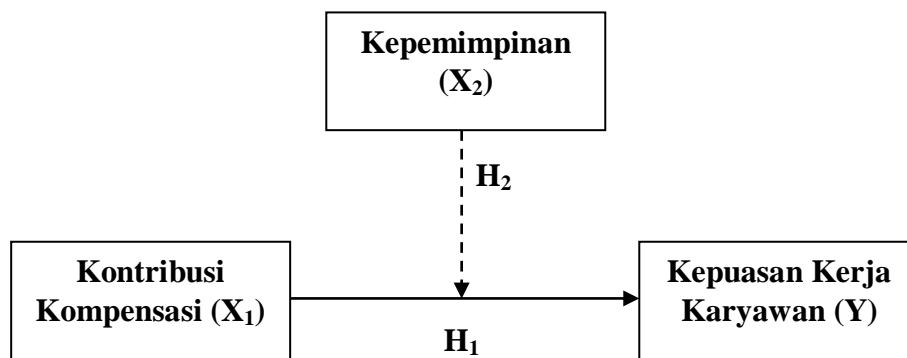 Kepemimpinan
(X₂)
H₂
Kontribusi
Kompensasi (X₁)
Kepuasan Kerja
Karyawan (Y)
H₁